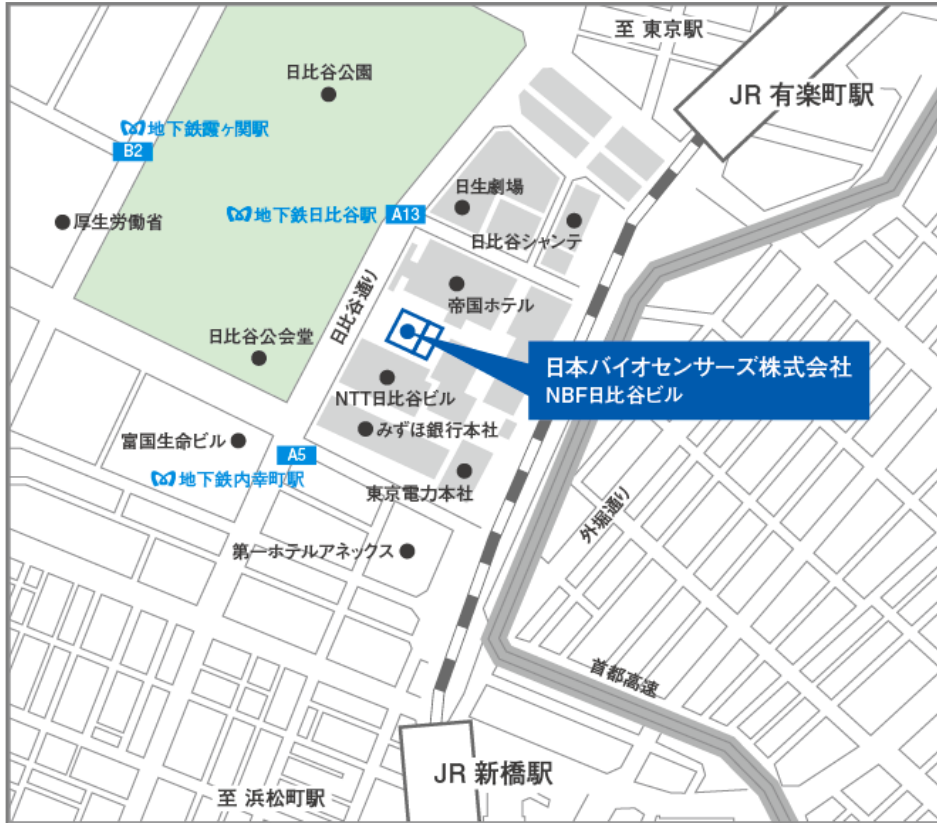 至 東京駅
日比谷公園
JR 有楽町駅
地下鉄霞ヶ関駅
B2
日生劇場
地下鉄日比谷駅
A13
厚生労働省
日比谷シャンテ
日比谷通り
帝国ホテル
日比谷公会堂
日本バイオセンサーズ株式会社
NBF日比谷ビル
NTT日比谷ビル
みずほ銀行本社
富国生命ビル
A5
地下鉄内幸町駅
東京電力本社
外堀通り
第一ホテルアネックス
首都高速
JR 新橋駅
至 浜松町駅